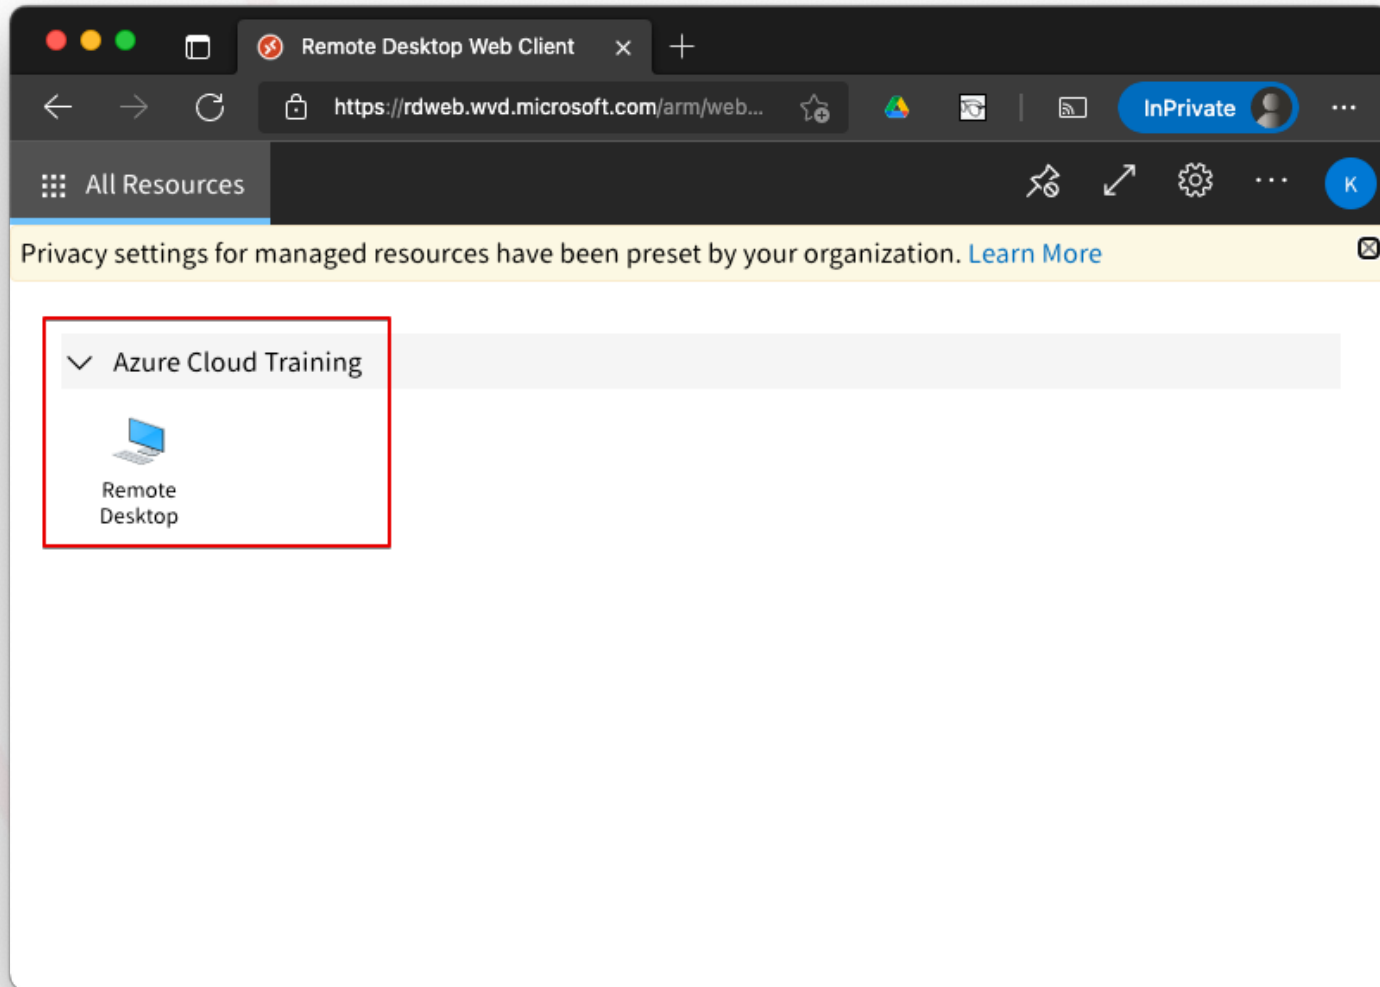 Remote Desktop Web Client
https://rdweb.wvd.microsoft.com/arm/web...
InPrivate
All Resources
K
Privacy settings for managed resources have been preset by your organization. Learn More
Azure Cloud Training
Remote
Desktop